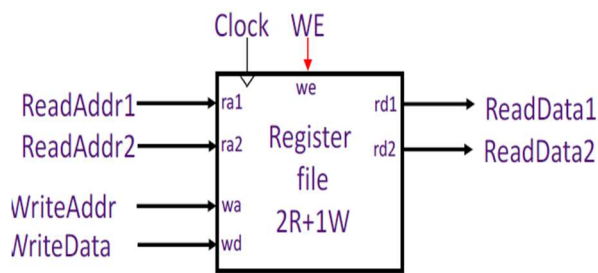 Clock WE
we
ReadAddr1 ra1 rd1 ReadData1
ReadAddr2 ra2 Register rd2 ReadData2
file
WriteAddr wa 2R+1W
WriteData wd